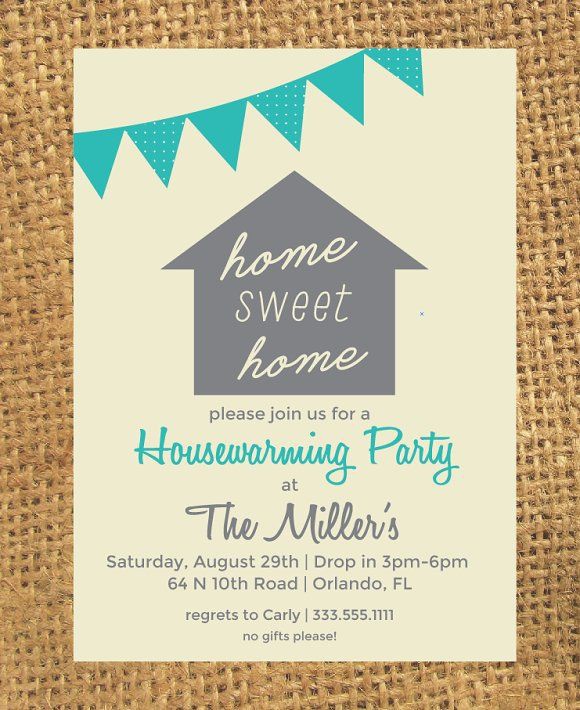 home
sweet
home
please join us for a
Housewarming Party
at
The Miller's
Saturday, August 29th | Drop in 3pm-6pm
64 N 10th Road | Orlando, FL
regrets to Carly | 333.555.1111
no gifts please!